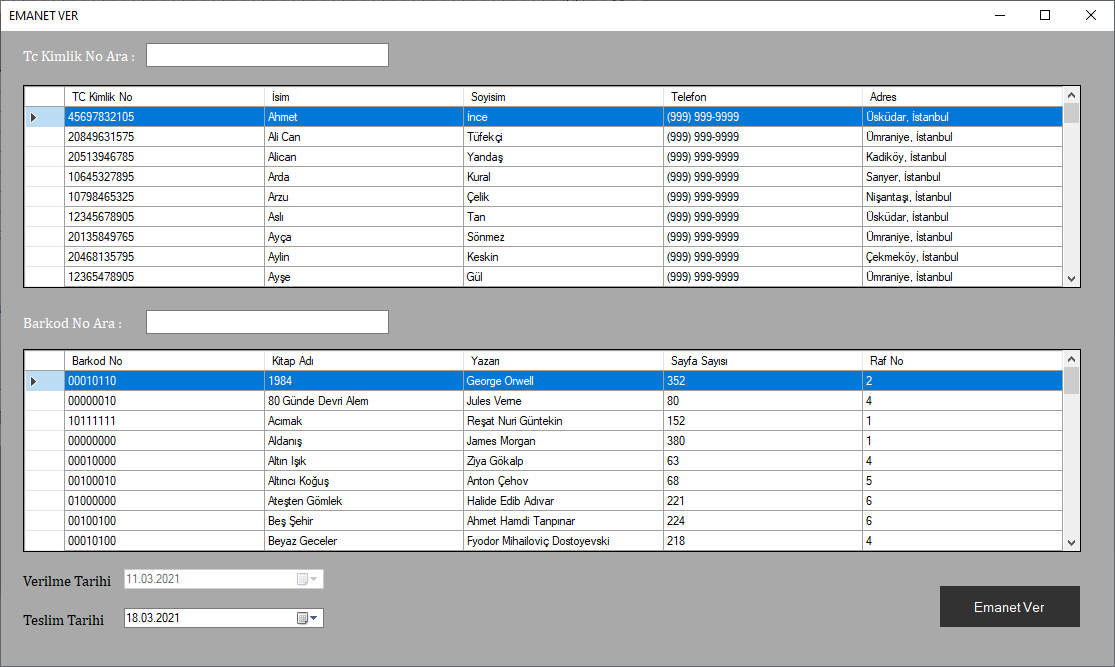 EMANET VER
Tc Kimlik No Ara :
TC Kimlik No İsim Soyisim Telefon Adres
45697832105 Ahmet İnce (999) 999-9999 Üsküdar, İstanbul
20849631575 Ali Can Tüfekçi (999) 999-9999 Ümraniye, İstanbul
20513946785 Alican Yandaş (999) 999-9999 Kadıköy, İstanbul
10645327895 Arda Kural (999) 999-9999 Sarıyer, İstanbul
10798465325 Arzu Çelik (999) 999-9999 Nişantaşı, İstanbul
12345678905 Aslı Tan (999) 999-9999 Üsküdar, İstanbul
20135849765 Ayça Sönmez (999) 999-9999 Ümraniye, İstanbul
20468135795 Aylin Keskin (999) 999-9999 Çekmeköy, İstanbul
12365478905 Ayşe Gül (999) 999-9999 Ümraniye, İstanbul
Barkod No Ara :
Barkod No Kitap Adı Yazarı Sayfa Sayısı Raf No
00010110 1984 George Orwell 352 2
00000010 80 Günde Devri Alem Jules Verne 80 4
10111111 Acımak Reşat Nuri Güntekin 152 1
00000000 Aldanış James Morgan 380 1
00010000 Altın Işık Ziya Gökalp 63 4
00100010 Altıncı Koğuş Anton Çehov 68 5
01000000 Ateşten Gömlek Halide Edib Adıvar 221 6
00100100 Beş Şehir Ahmet Hamdi Tanpınar 224 6
00010100 Beyaz Geceler Fyodor Mihailoviç Dostoyevski 218 4
Verilme Tarihi 11.03.2021
Teslim Tarihi 18.03.2021
Emanet Ver